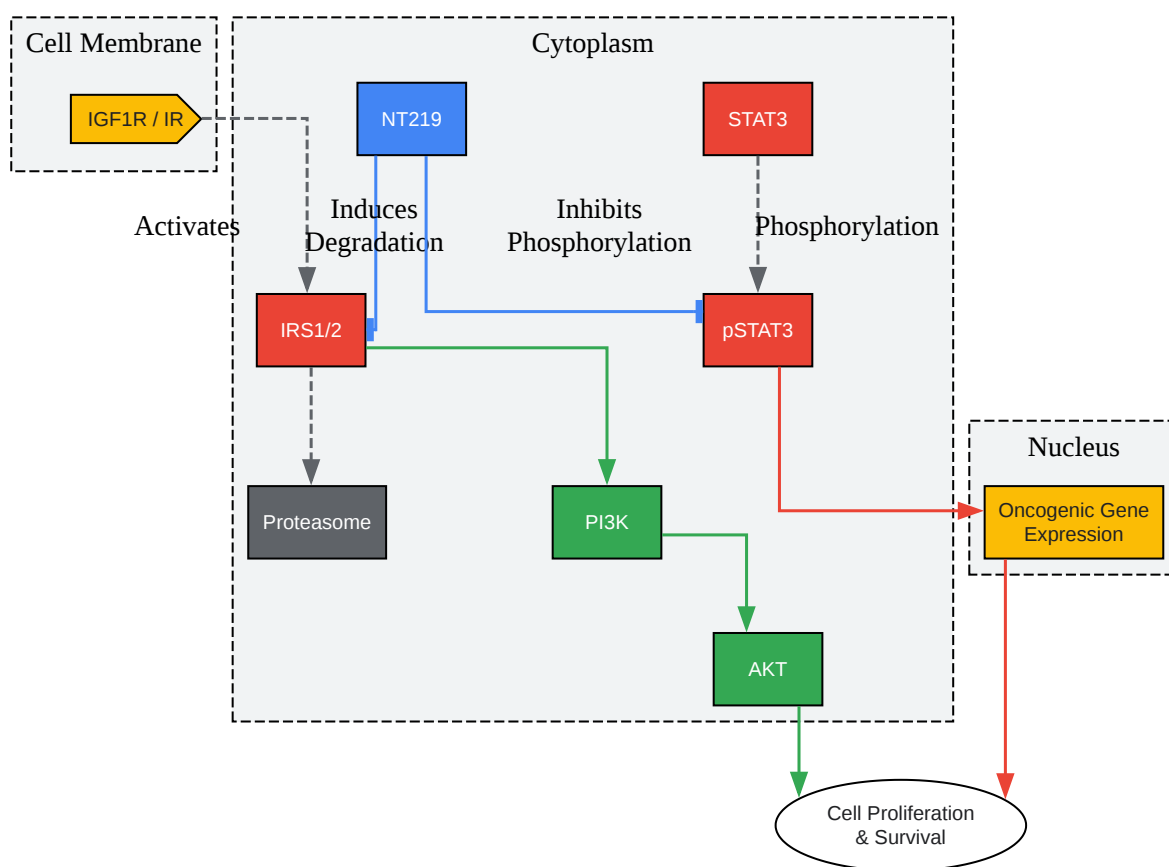 Cell Membrane
Cytoplasm
IGF1R / IR
NT219
STAT3
Activates
Induces
Degradation
Inhibits
Phosphorylation
Phosphorylation
IRS1/2
pSTAT3
Nucleus
Proteasome
PI3K
Oncogenic Gene
Expression
AKT
Cell Proliferation
& Survival